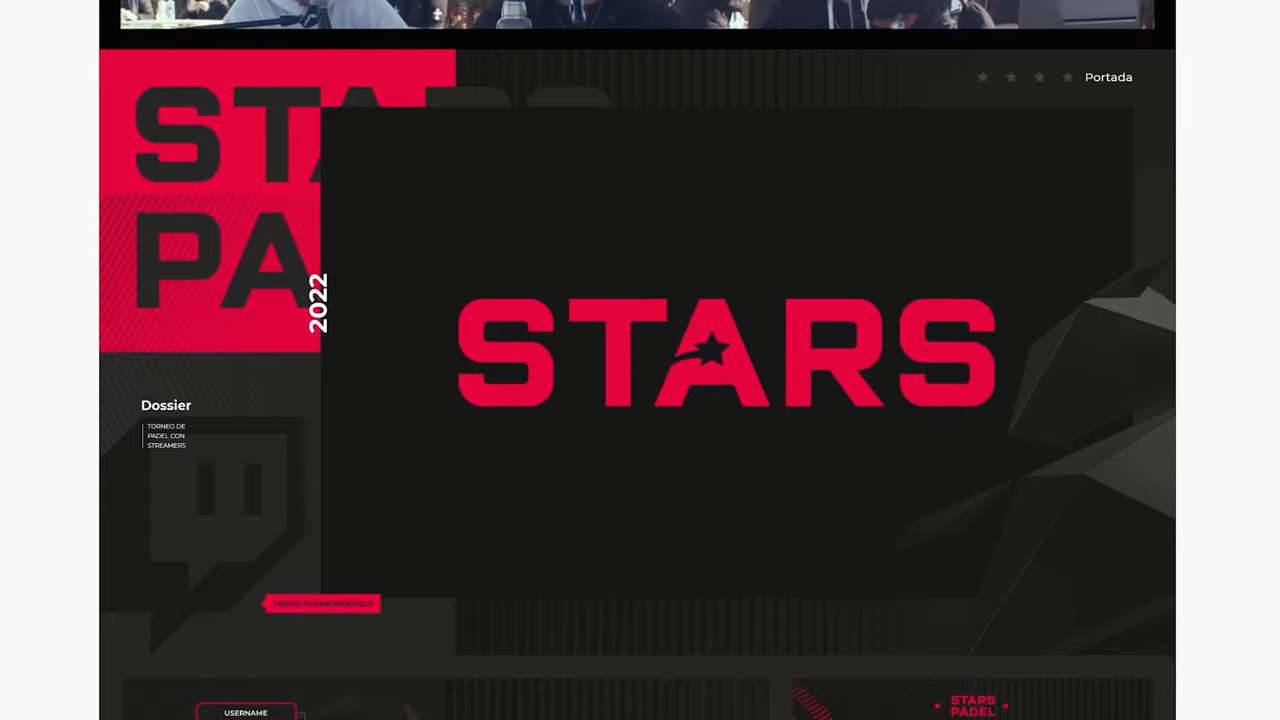 Portada
STA
PA
2022
STARS
Dossier
TORNEO DE
PADEL CON
STREAMERS
USERNAME
STARS
PADEL